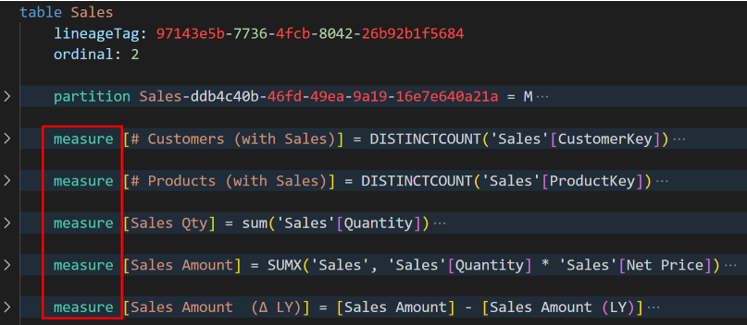 table Sales
lineageTag: 97143e5b-7736-4fcb-8042-26b92b1f5684
ordinal: 2
partition Sales-ddb4c40b-46fd-49ea-9a19-16e7e640a21a = M ···
measure [# Customers (with Sales)] = DISTINCTCOUNT('Sales'[CustomerKey]) ···
measure [# Products (with Sales)] = DISTINCTCOUNT('Sales'[ProductKey]) ···
measure [Sales Qty] = sum('Sales'[Quantity]) ···
measure [Sales Amount] = SUMX('Sales', 'Sales'[Quantity] * 'Sales'[Net Price]) ···
measure [Sales Amount  (Δ LY)] = [Sales Amount] - [Sales Amount (LY)] ···